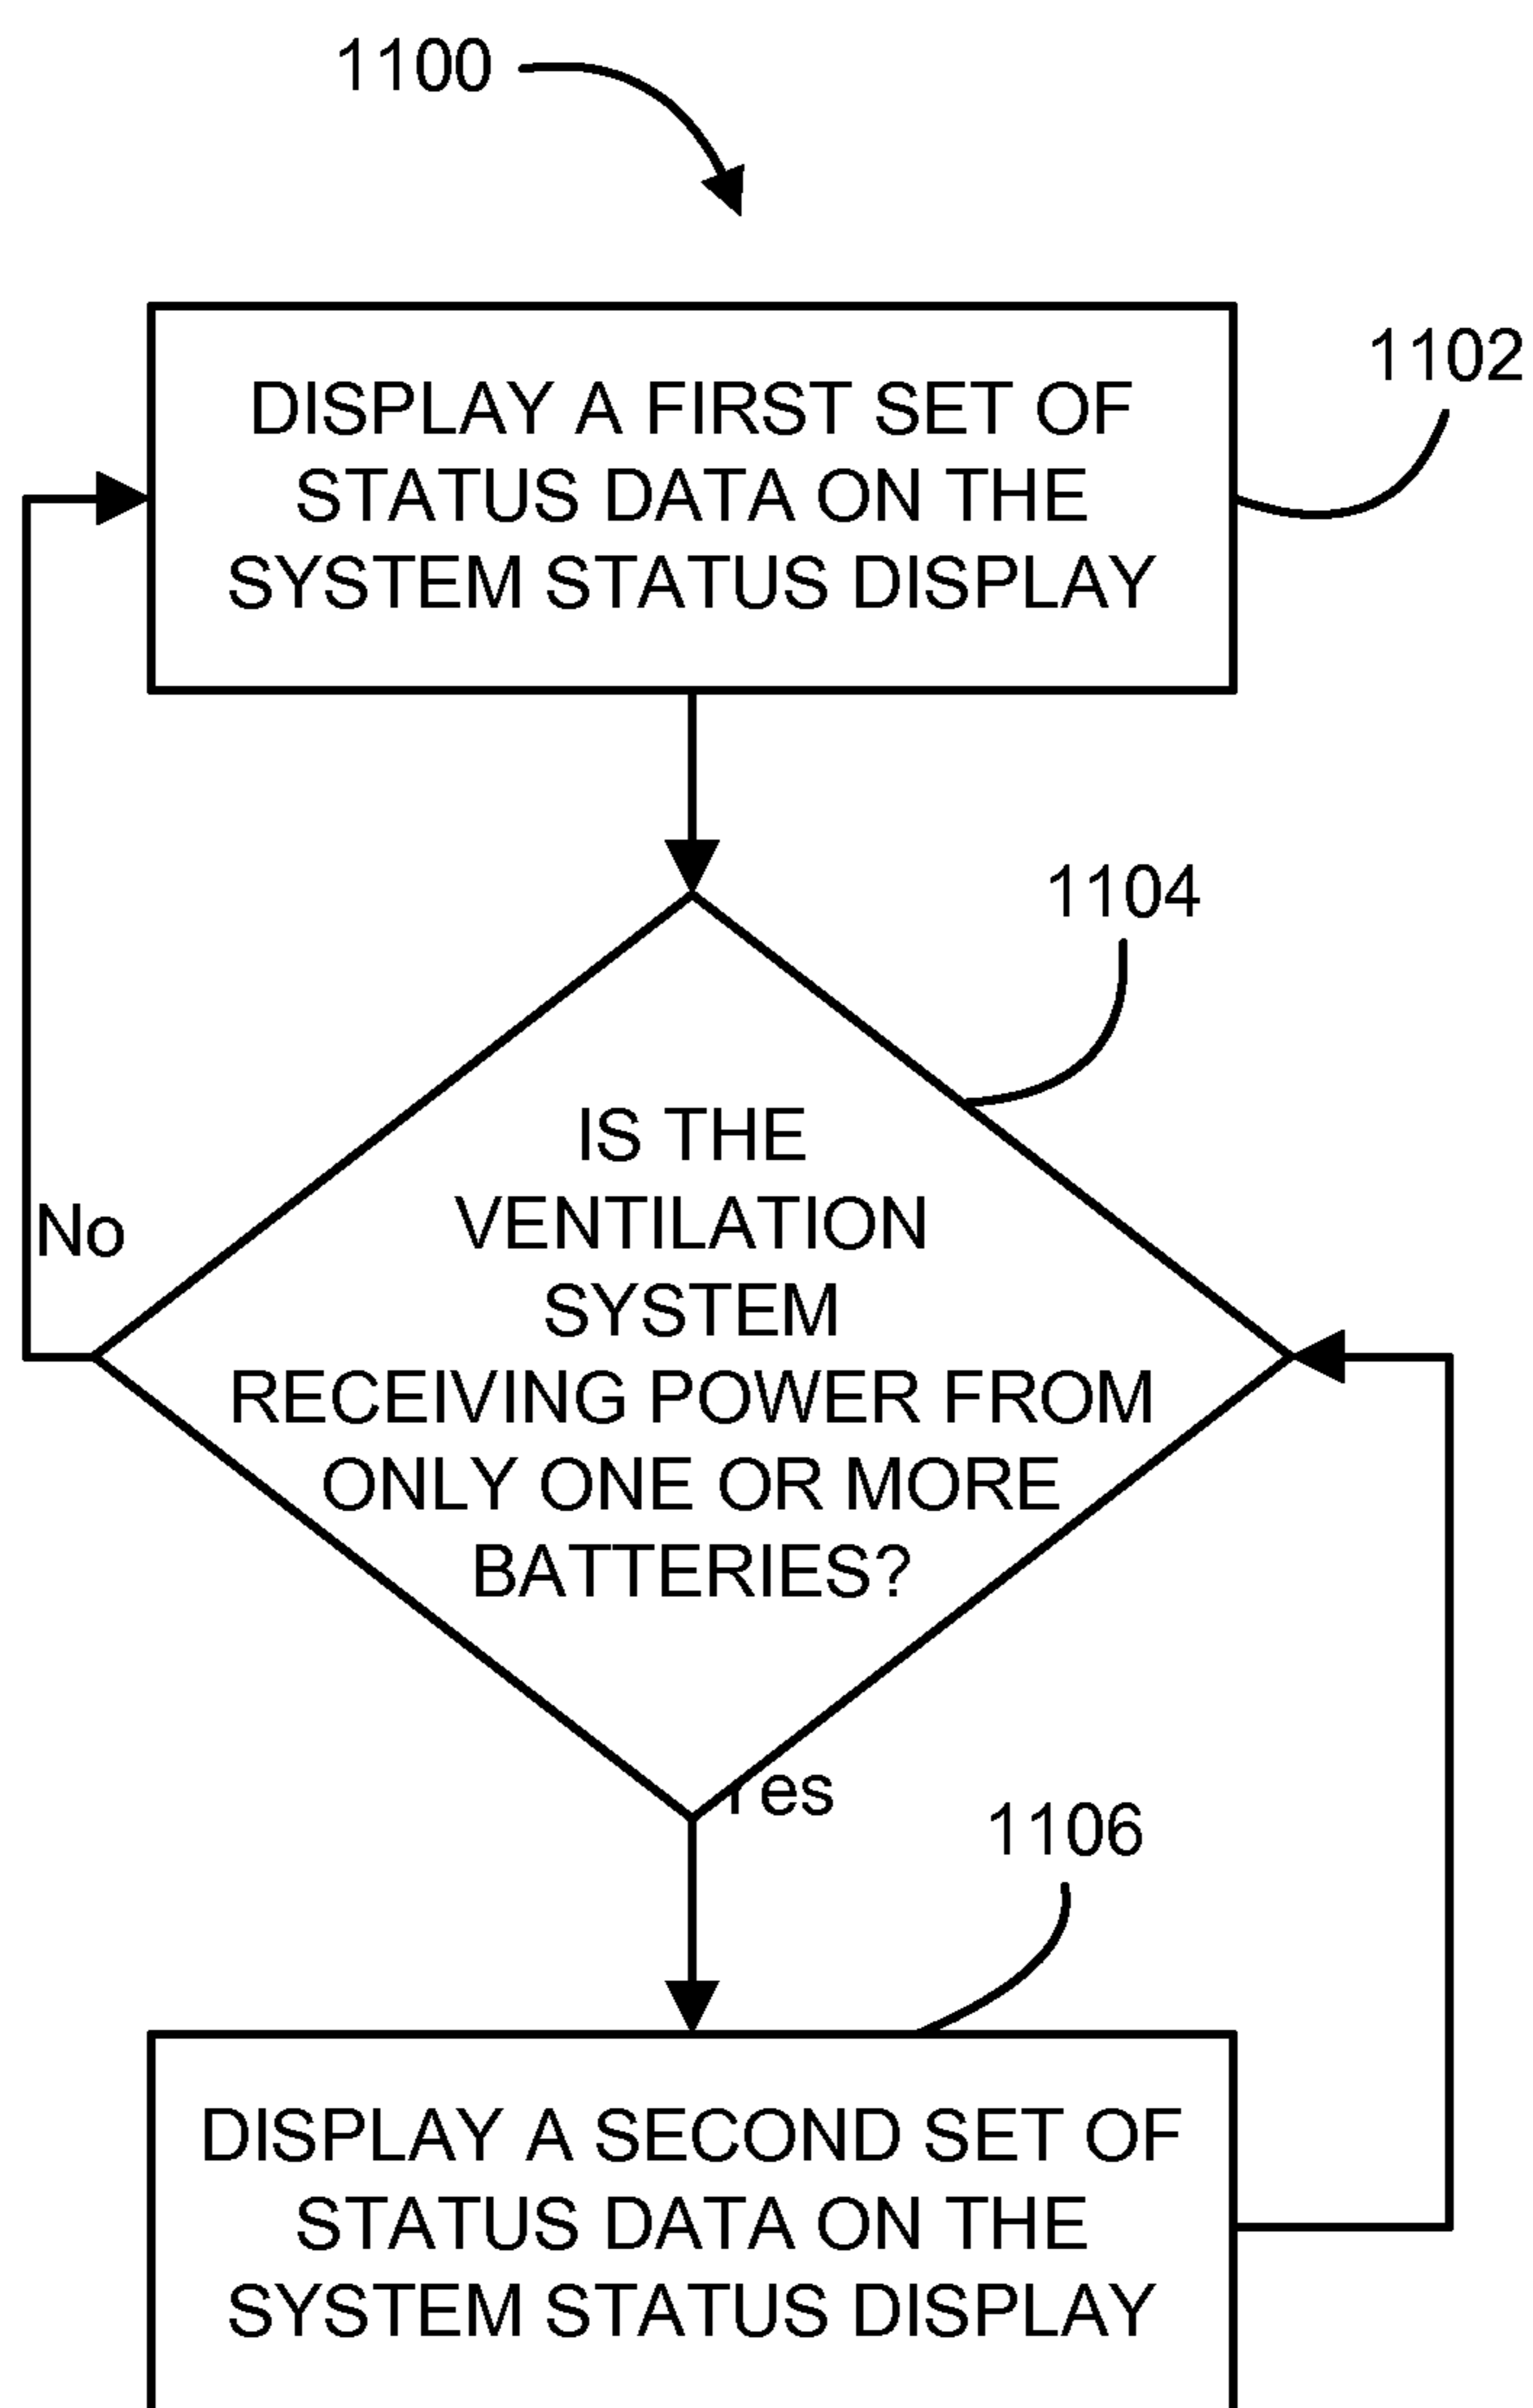 1100
DISPLAY A FIRST SET OF
STATUS DATA ON THE
SYSTEM STATUS DISPLAY
1102
1104
IS THE
VENTILATION
SYSTEM
RECEIVING POWER FROM
ONLY ONE OR MORE
BATTERIES?
No
Yes
1106
DISPLAY A SECOND SET OF
STATUS DATA ON THE
SYSTEM STATUS DISPLAY